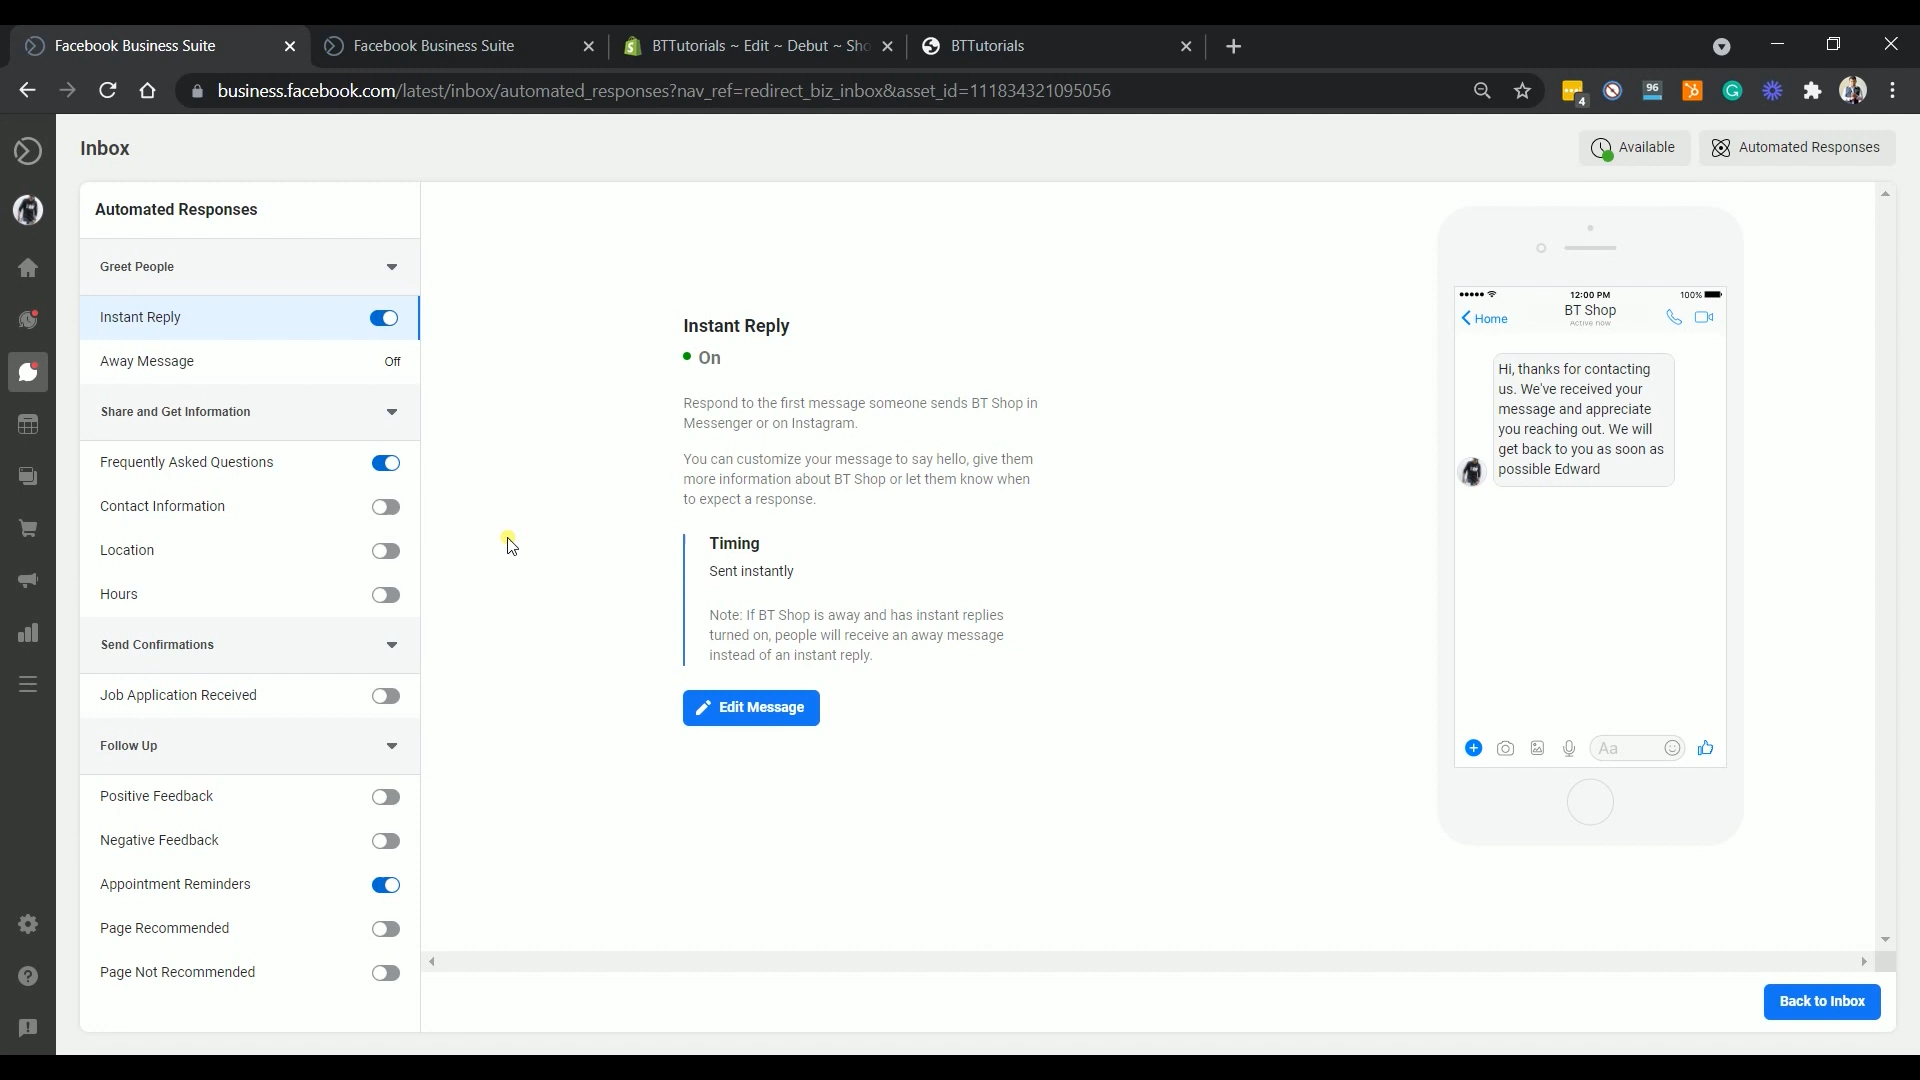 Facebook Business Suite
Facebook Business Suite
BTTutorials ~ Edit ~ Debut ~ Sho
BTTutorials
business.facebook.com/latest/inbox/automated_responses?nav_ref=redirect_biz_inbox&asset_id=111834321095056
4
96
Inbox
Available
Automated Responses
Automated Responses
Greet People
Instant Reply
Away Message
Off
Share and Get Information
Frequently Asked Questions
Contact Information
Location
Hours
Send Confirmations
Job Application Received
Follow Up
Positive Feedback
Negative Feedback
Appointment Reminders
Page Recommended
Page Not Recommended
Instant Reply
On
Respond to the first message someone sends BT Shop in
Messenger or on Instagram.
You can customize your message to say hello, give them
more information about BT Shop or let them know when
to expect a response.
Timing
Sent instantly
Note: If BT Shop is away and has instant replies
turned on, people will receive an away message
instead of an instant reply.
Edit Message
12:00 PM
100%
Home
BT Shop
Active now
Hi, thanks for contacting
us. We've received your
message and appreciate
you reaching out. We will
get back to you as soon as
possible Edward
Aa
Back to Inbox